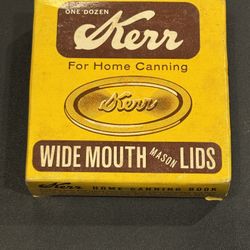 ONE DOZEN
Kerr
For Home Canning
Kerr
WIDE MOUTH MASON LIDS
Kerr HOME CANNING BOOK